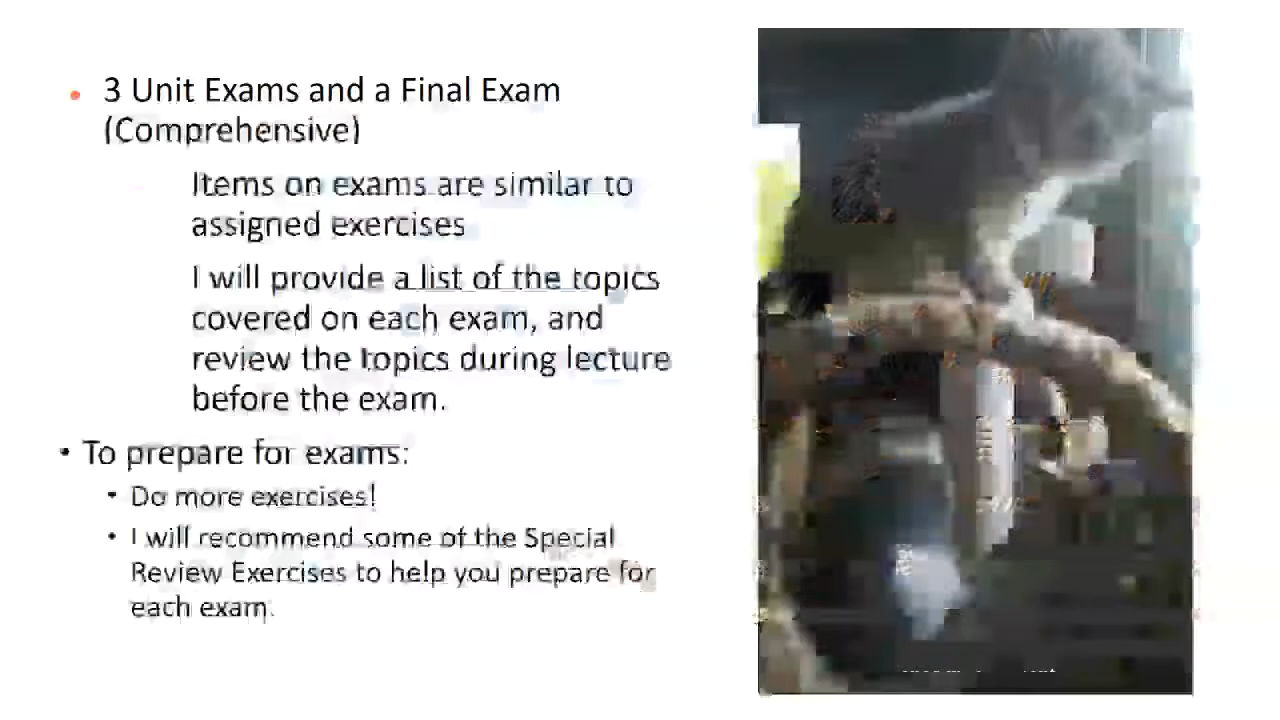 • 3 Unit Exams and a Final Exam
(Comprehensive)
Items on exams are similar to
assigned exercises
I will provide a list of the topics
covered on each exam, and
review the topics during lecture
before the exam.
• To prepare for exams:
• Do more exercises!
• I will recommend some of the Special
Review Exercises to help you prepare for
each exam.